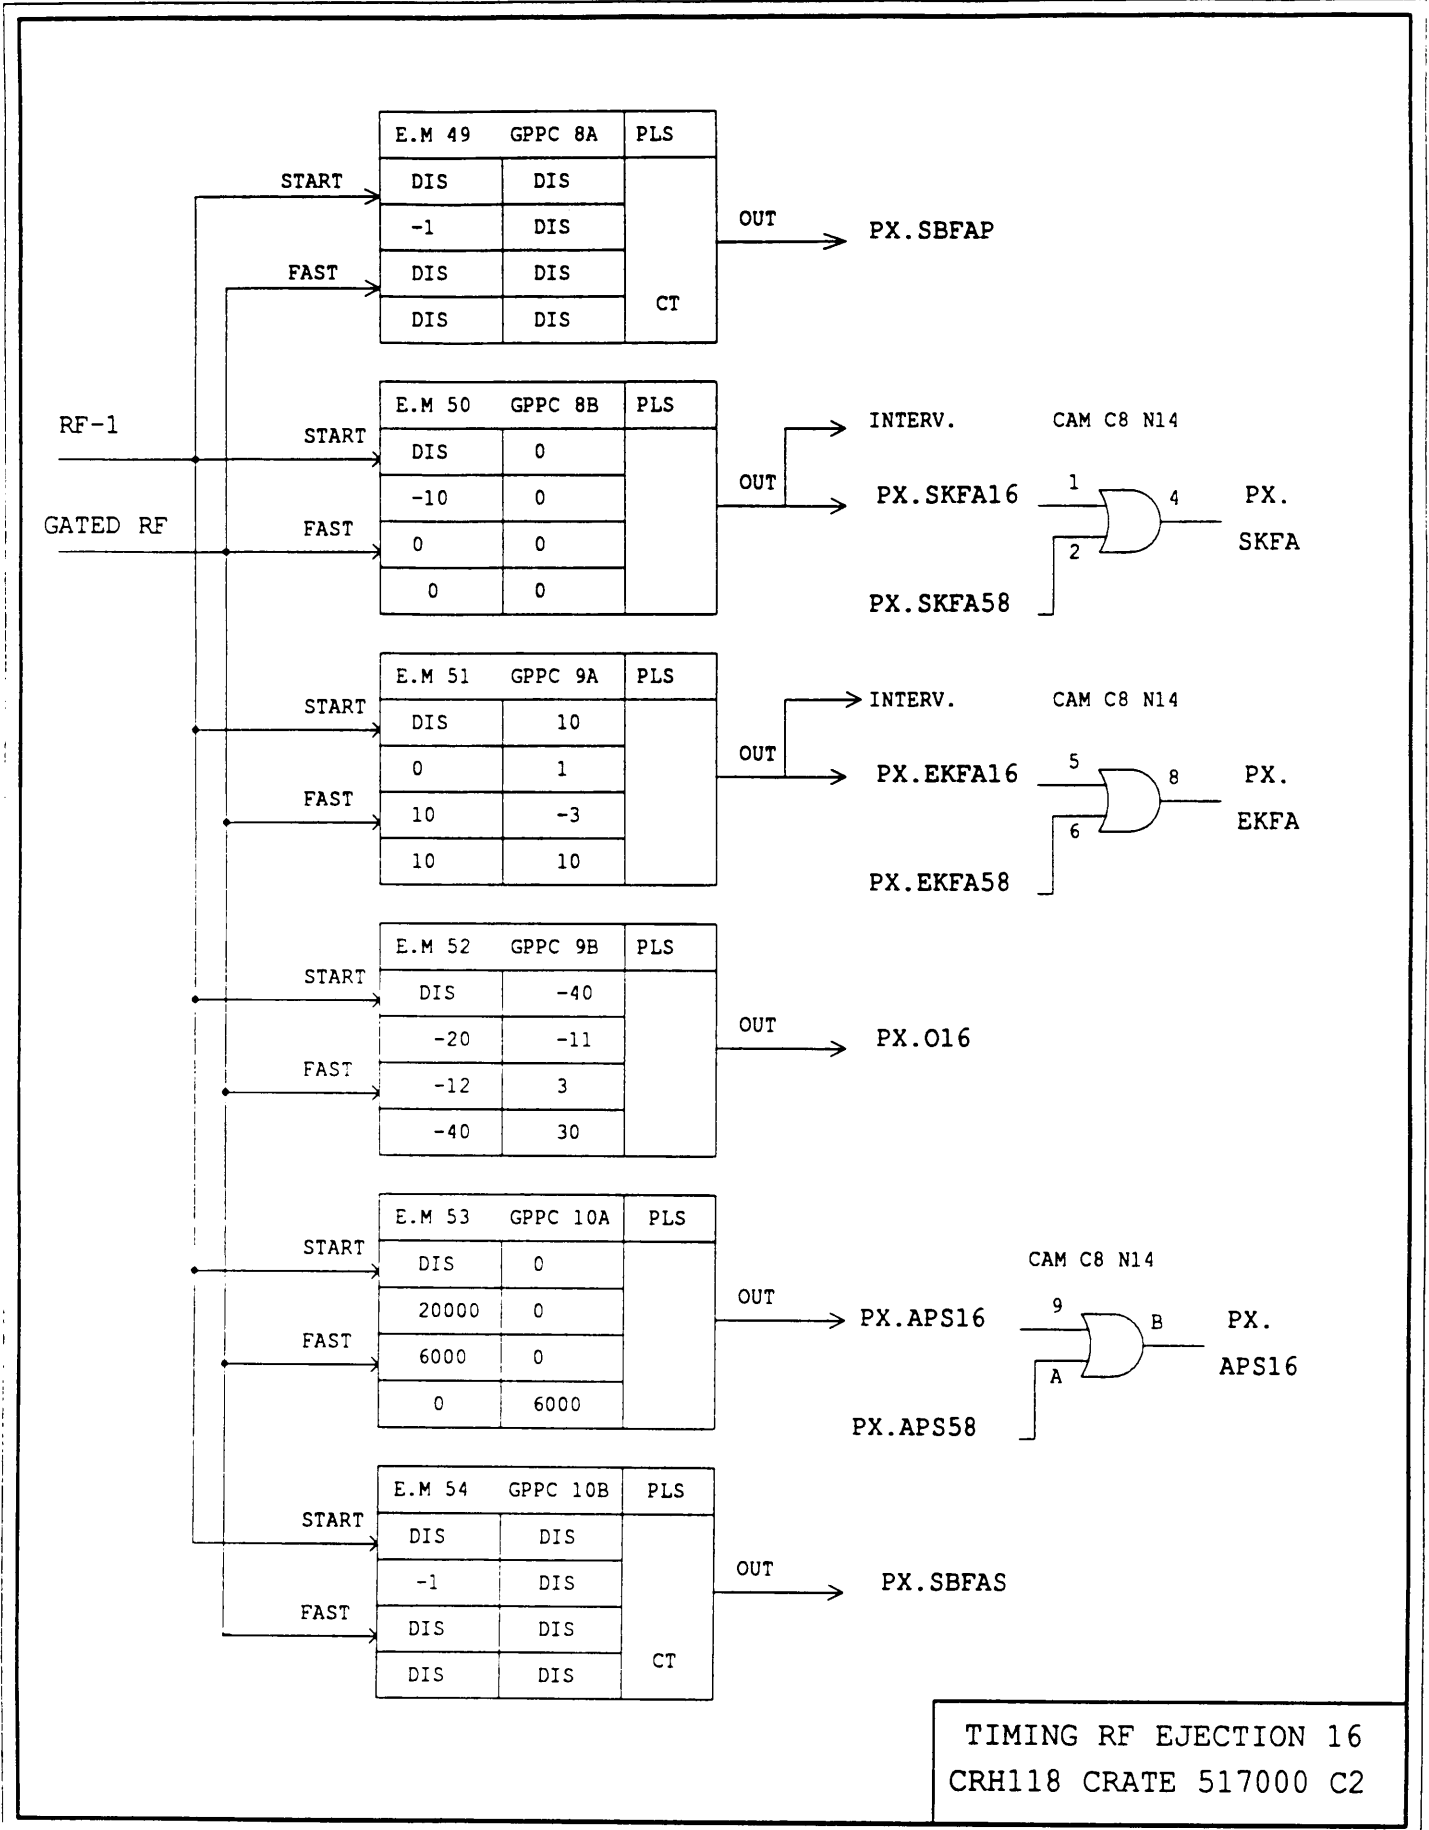 E.M 49 GPPC 8A PLS
START DIS DIS
-1 DIS
OUT PX.SBFAP
FAST DIS DIS
CT
DIS DIS
E.M 50 GPPC 8B PLS
RF-1
START DIS 0
INTERV. CAM C8 N14
-10 0
OUT PX.SKFA16 1 4 PX.
GATED RF FAST 0 0
2 SKFA
0 0
PX.SKFA58
E.M 51 GPPC 9A PLS
START DIS 10
INTERV. CAM C8 N14
0 1
OUT PX.EKFA16 5 8 PX.
FAST 10 -3
6 EKFA
10 10
PX.EKFA58
E.M 52 GPPC 9B PLS
START DIS -40
-20 -11
OUT PX.O16
FAST -12 3
-40 30
E.M 53 GPPC 10A PLS
START DIS 0
CAM C8 N14
20000 0
OUT PX.APS16 9 B PX.
FAST 6000 0
A APS16
0 6000
PX.APS58
E.M 54 GPPC 10B PLS
START DIS DIS
-1 DIS
OUT PX.SBFAS
FAST DIS DIS
CT
DIS DIS
TIMING RF EJECTION 16
CRH118 CRATE 517000 C2